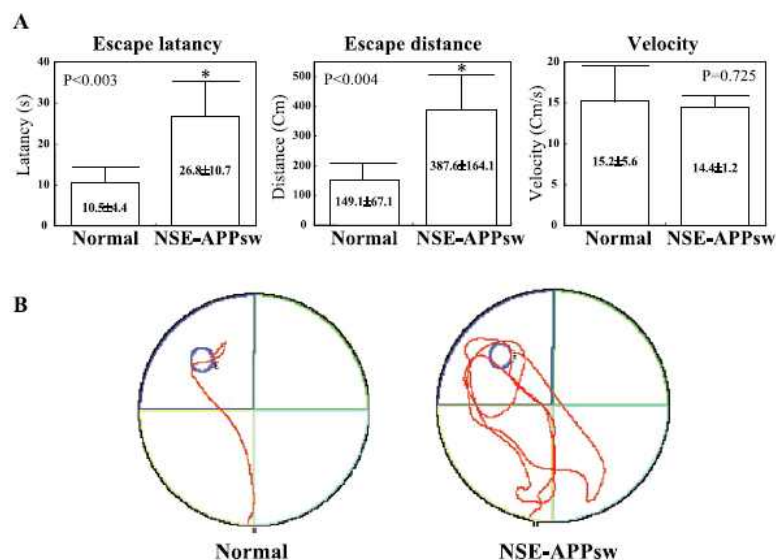 A
Escape latancy
Escape distance
Velocity
P<0.003
P<0.004
P=0.725
Latancy (s)
40
30
20
10
0
*
10.5±4.4
26.8±10.7
Normal
NSE-APPsw
Distance (Cm)
500
400
300
200
100
0
*
149.1±67.1
387.6±164.1
Normal
NSE-APPsw
Velocity (Cm/s)
20
15
10
5
0
15.2±5.6
14.4±1.2
Normal
NSE-APPsw
B
Normal
NSE-APPsw